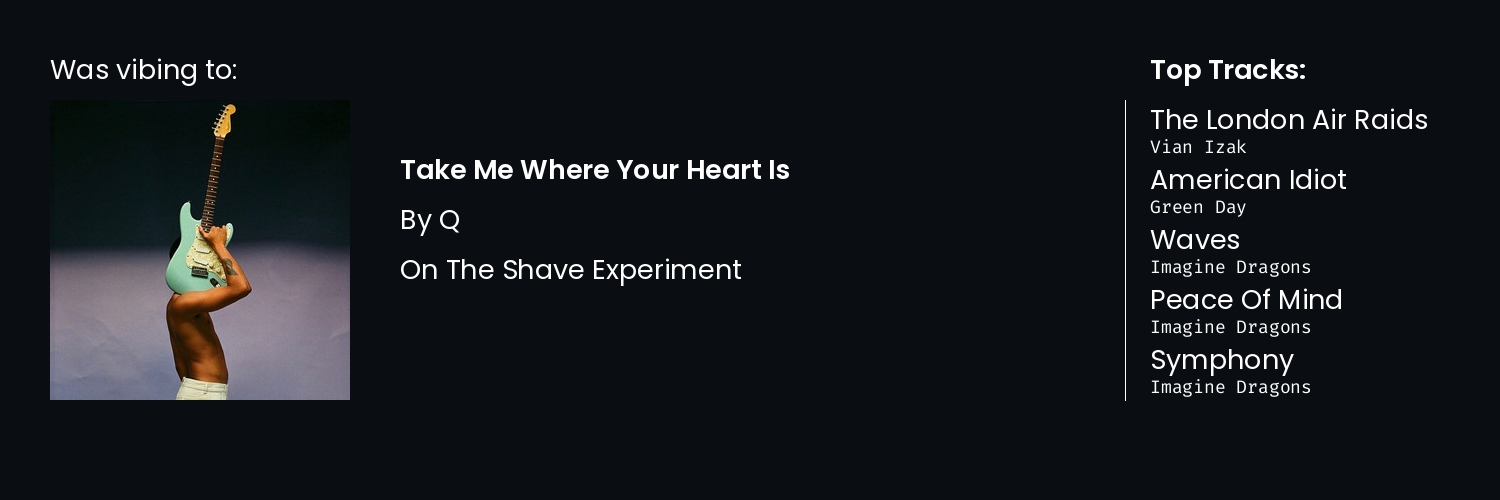 Was vibing to:
Take Me Where Your Heart Is
By Q
On The Shave Experiment
Top Tracks:
The London Air Raids
Vian Izak
American Idiot
Green Day
Waves
Imagine Dragons
Peace Of Mind
Imagine Dragons
Symphony
Imagine Dragons